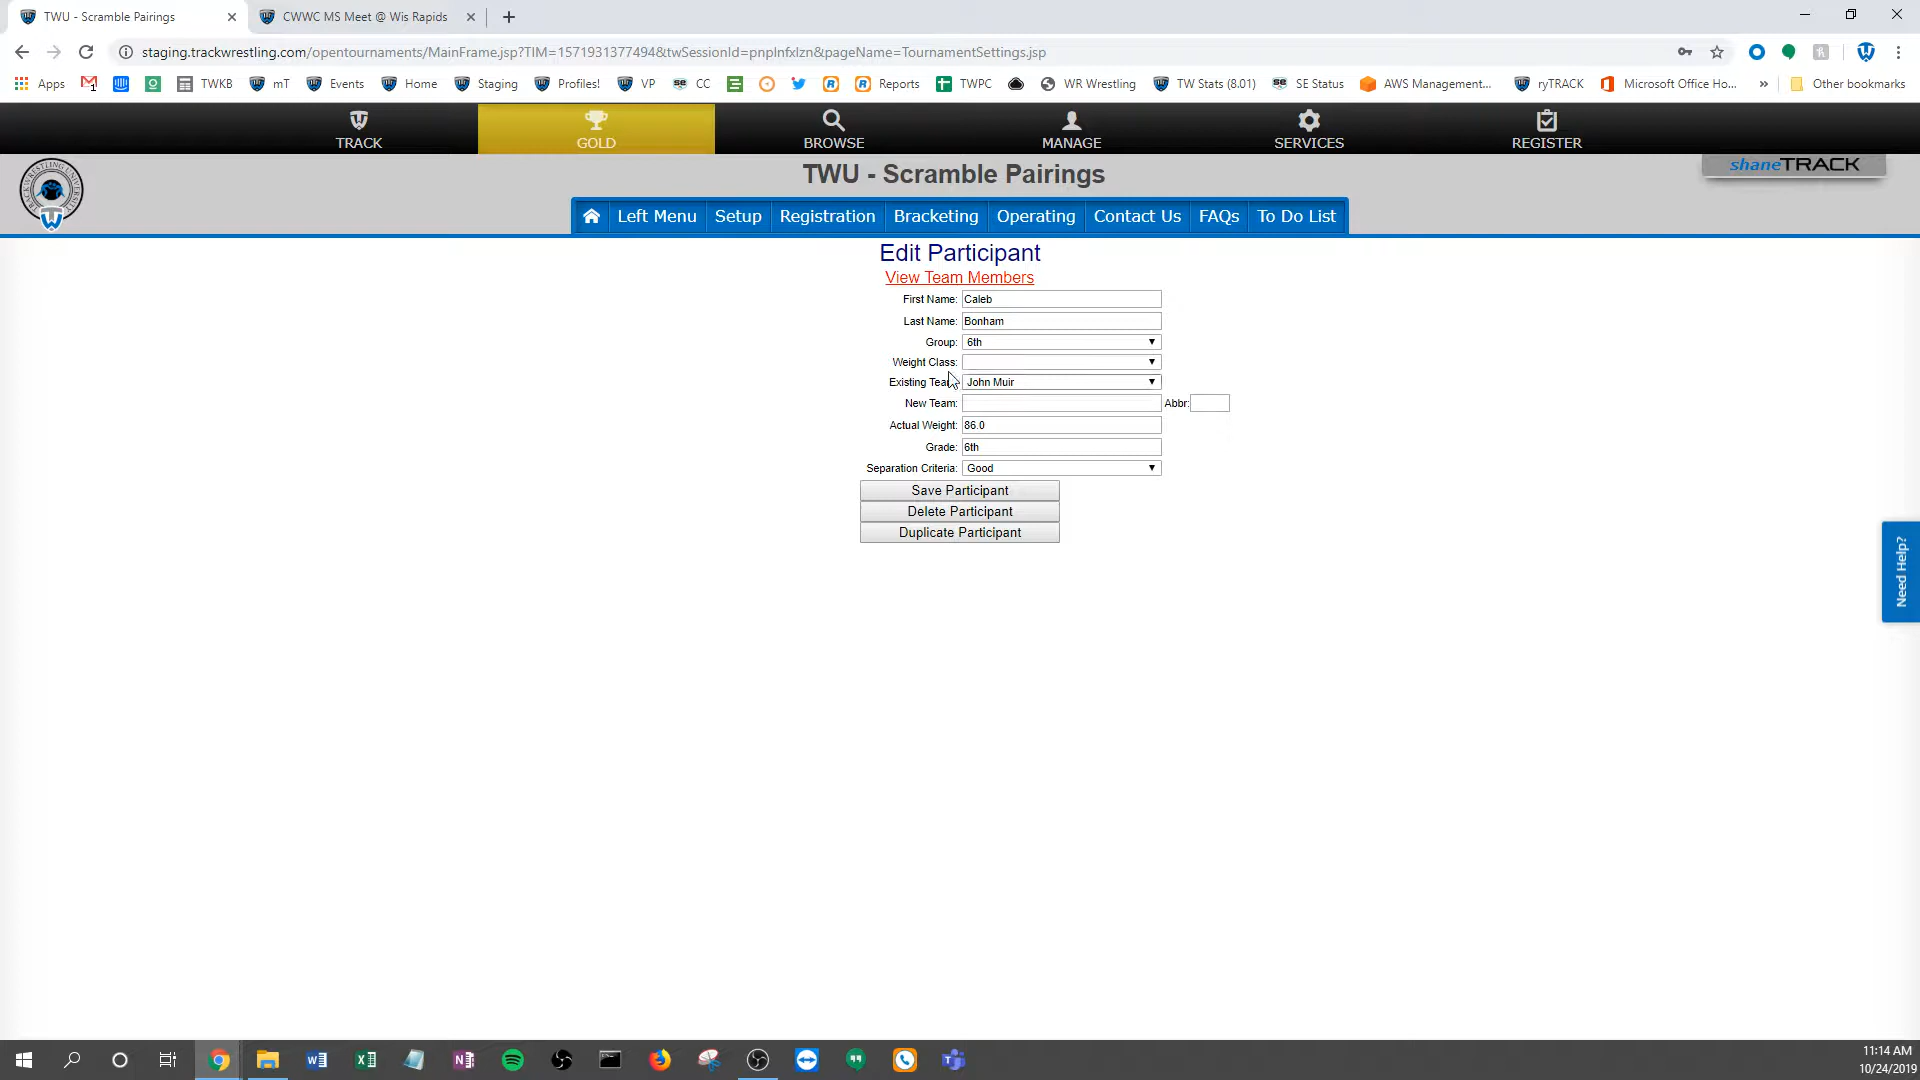 TWU - Scramble Pairings
CWWC MS Meet @ Wis Rapids
staging.trackwrestling.com/opentournaments/MainFrame.jsp?TIM=1571931377494&twSessionId=pnplnfxlzn&pageName=TournamentSettings.jsp
Apps TWKB mT Events Home Staging Profiles! VP CC Reports TWPC WR Wrestling TW Stats (8.01) SE Status AWS Management... ryTRACK Microsoft Office Ho... » Other bookmarks
TRACK GOLD BROWSE MANAGE SERVICES REGISTER
TWU - Scramble Pairings
shaneTRACK
Left Menu Setup Registration Bracketing Operating Contact Us FAQs To Do List
Edit Participant
View Team Members
First Name: Caleb
Last Name: Bonham
Group: 6th
Weight Class:
Existing Team: John Muir
New Team: Abbr:
Actual Weight: 86.0
Grade: 6th
Separation Criteria: Good
Save Participant
Delete Participant
Duplicate Participant
Need Help?
11:14 AM
10/24/2019